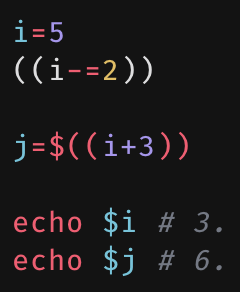 i=5
((i-=2))
j=$((i+3))
echo $i # 3.
echo $j # 6.